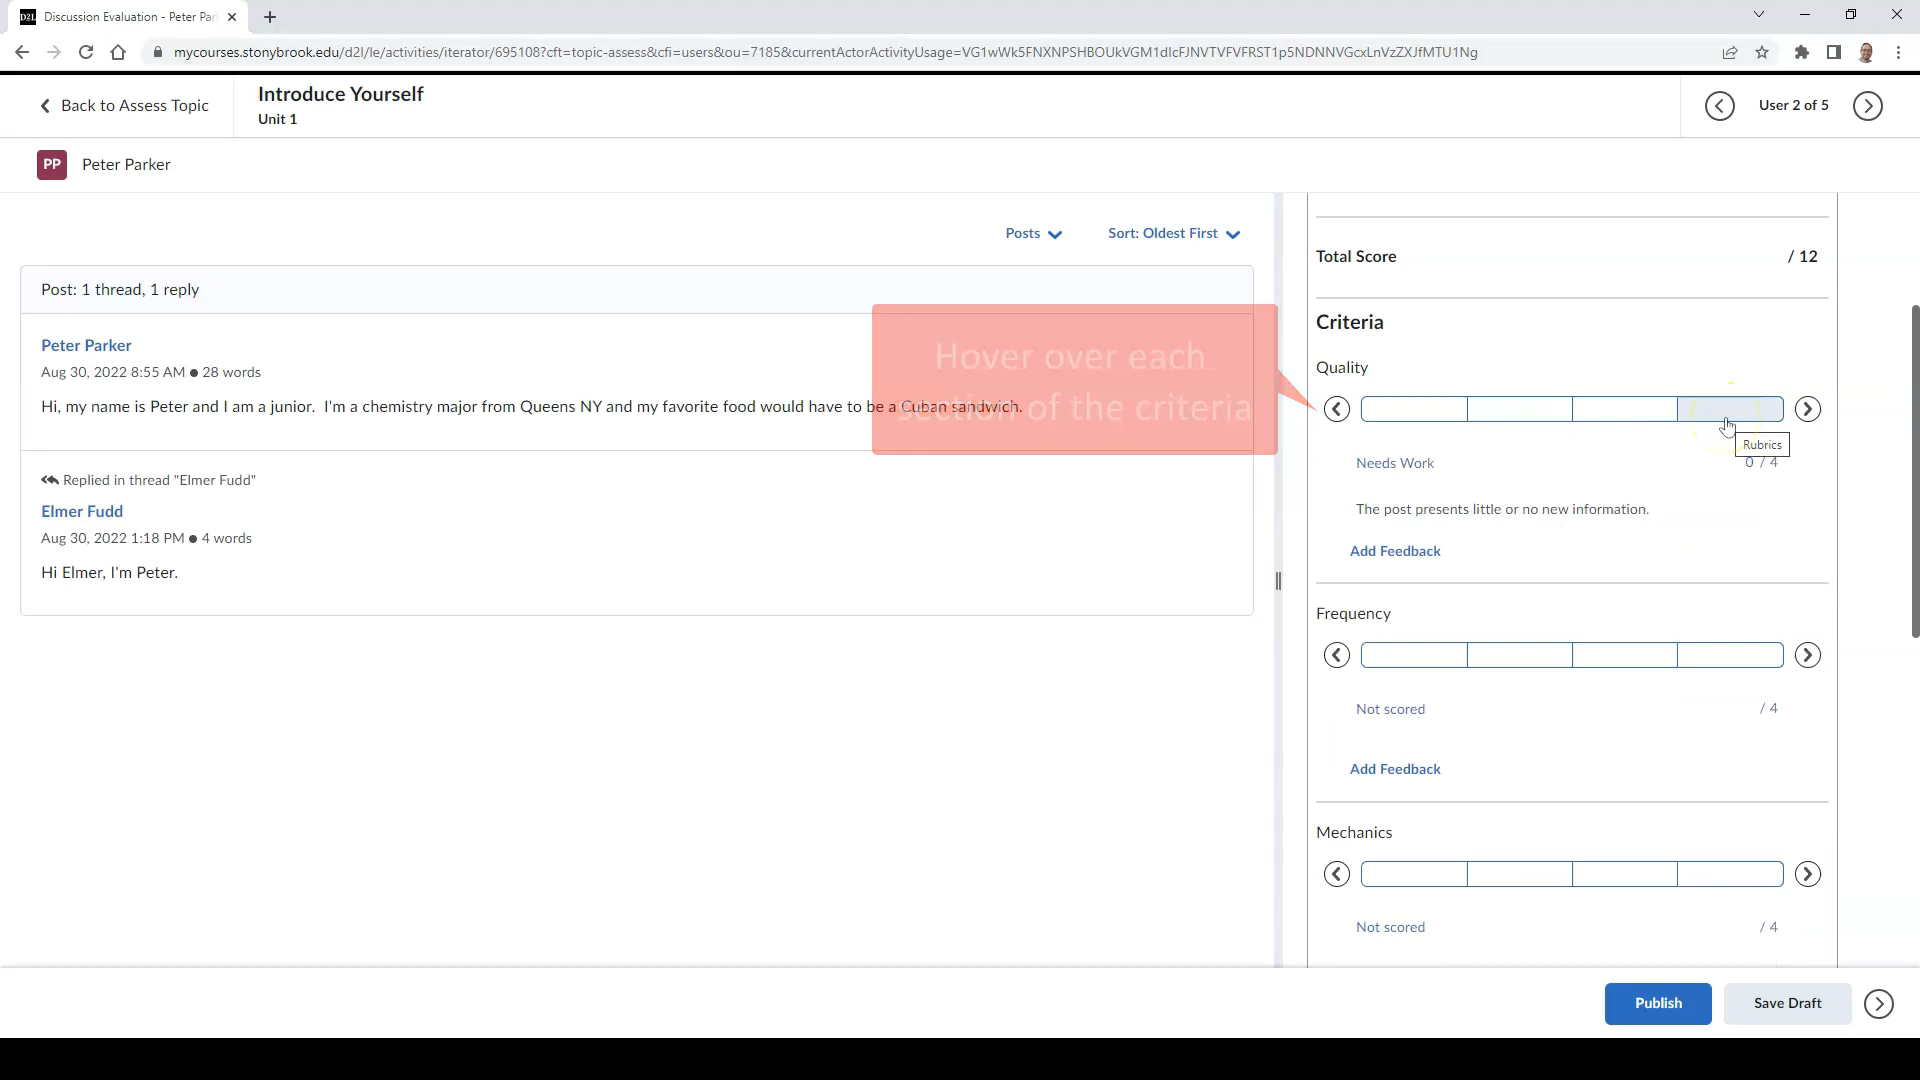 D2L
Discussion Evaluation - Peter Par
mycourses.stonybrook.edu/d2l/le/activities/iterator/695108?cft=topic-assess&cfi=users&ou=7185&currentActorActivityUsage=VG1wWk5FNXNPSHBOUkVGM1dlcFJNVTVFVFRST1p5NDNNVGcxLnVzZXJfMTU1Ng
Back to Assess Topic
Introduce Yourself
Unit 1
User 2 of 5
PP
Peter Parker
Posts
Sort: Oldest First
Post: 1 thread, 1 reply
Peter Parker
Aug 30, 2022 8:55 AM ● 28 words
Hi, my name is Peter and I am a junior. I'm a chemistry major from Queens NY and my favorite food would have to be a Cuban sandwich.
Replied in thread "Elmer Fudd"
Elmer Fudd
Aug 30, 2022 1:18 PM ● 4 words
Hi Elmer, I'm Peter.
Hover over each
section of the criteria
Total Score
/ 12
Criteria
Quality
Rubrics
Needs Work
0 / 4
The post presents little or no new information.
Add Feedback
Frequency
Not scored
/ 4
Add Feedback
Mechanics
Not scored
/ 4
Publish
Save Draft